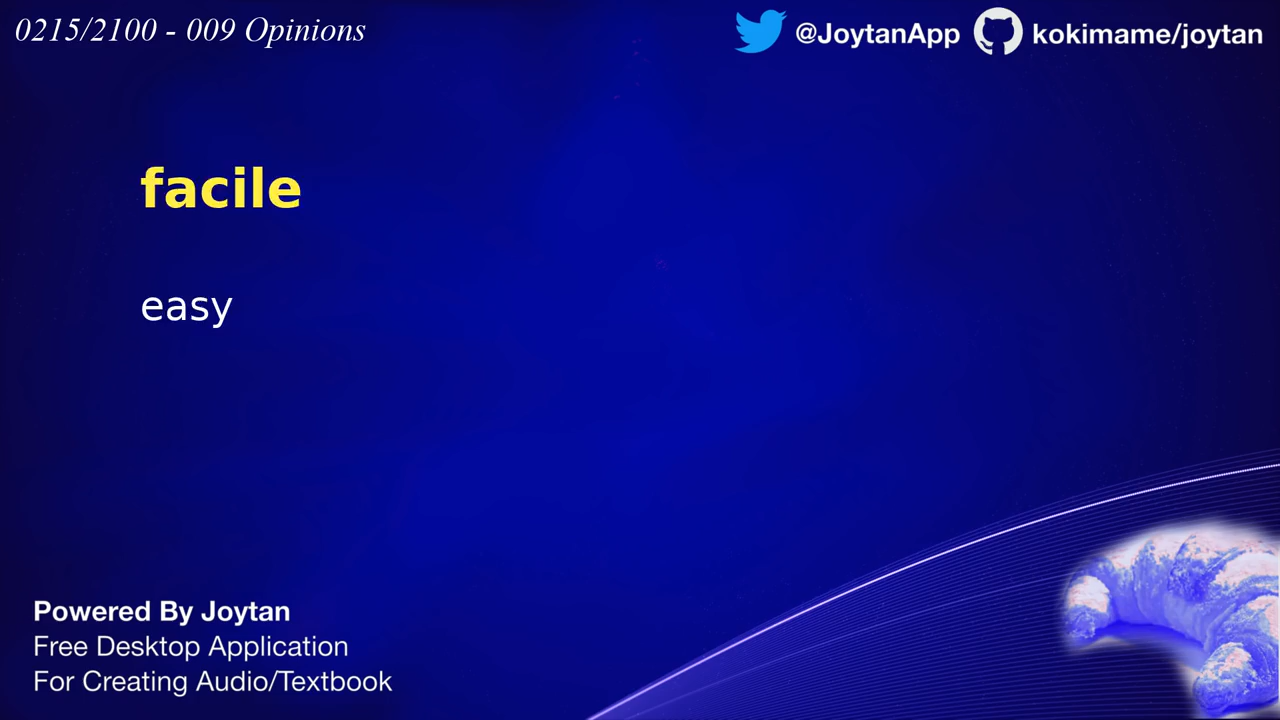 0215/2100 - 009 Opinions
@JoytanApp
kokimame/joytan
facile
easy
Powered By Joytan
Free Desktop Application
For Creating Audio/Textbook